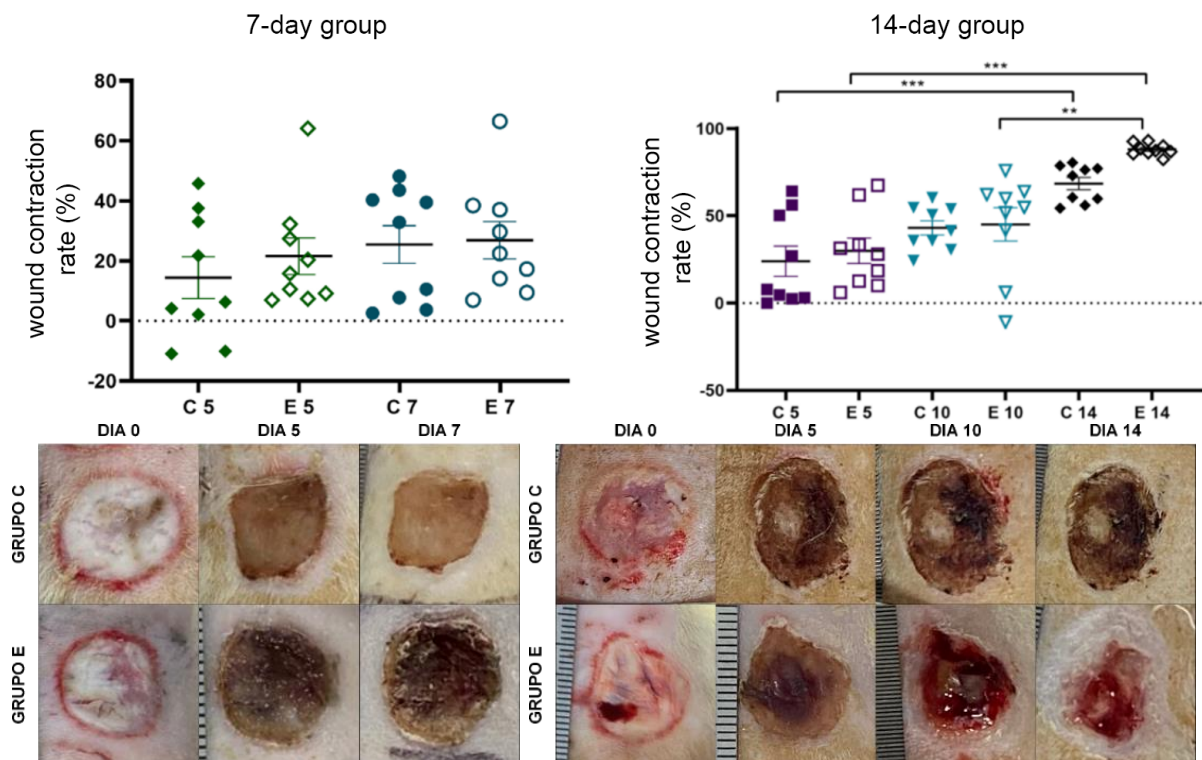 7-day group
wound contraction
rate (%)
80
60
40
20
0
-20
C 5
E 5
C 7
E 7
14-day group
***
***
**
wound contraction
rate (%)
100
50
0
-50
C 5
E 5
C 10
E 10
C 14
E 14
DIA 0
DIA 5
DIA 7
GRUPO C
GRUPO E
DIA 0
DIA 5
DIA 10
DIA 14
GRUPO C
GRUPO E